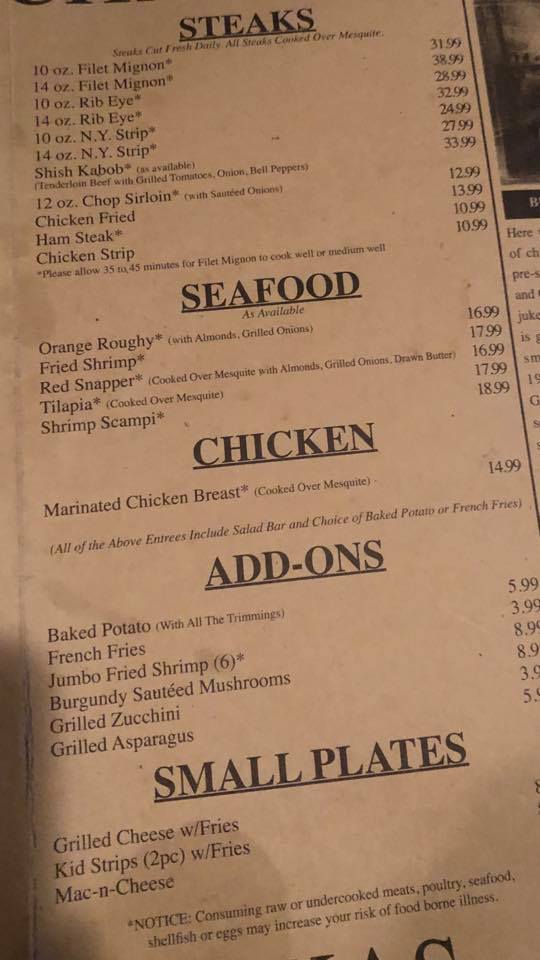 STEAKS
Steaks Cut Fresh Daily. All Steaks Cooked Over Mesquite.
10 oz. Filet Mignon* 31.99
14 oz. Filet Mignon* 38.99
10 oz. Rib Eye* 28.99
14 oz. Rib Eye* 32.99
10 oz. N.Y. Strip* 24.99
14 oz. N.Y. Strip* 27.99
Shish Kabob* (as available) 33.99
(Tenderloin Beef with Grilled Tomatoes, Onion, Bell Peppers)
12 oz. Chop Sirloin* (with Sautéed Onions) 12.99
Chicken Fried 13.99
Ham Steak* 10.99
Chicken Strip 10.99
*Please allow 35 to 45 minutes for Filet Mignon to cook well or medium well
SEAFOOD
As Available
Orange Roughy* (with Almonds, Grilled Onions) 16.99
Fried Shrimp* 17.99
Red Snapper* (Cooked Over Mesquite with Almonds, Grilled Onions, Drawn Butter) 16.99
Tilapia* (Cooked Over Mesquite) 17.99
Shrimp Scampi* 18.99
CHICKEN
Marinated Chicken Breast* (Cooked Over Mesquite) 14.99
(All of the Above Entrees Include Salad Bar and Choice of Baked Potato or French Fries)
ADD-ONS
Baked Potato (With All The Trimmings) 5.99
French Fries 3.99
Jumbo Fried Shrimp (6)* 8.99
Burgundy Sautéed Mushrooms 8.9
Grilled Zucchini 3.9
Grilled Asparagus 5.
SMALL PLATES
Grilled Cheese w/Fries
Kid Strips (2pc) w/Fries
Mac-n-Cheese
*NOTICE: Consuming raw or undercooked meats, poultry, seafood,
shellfish or eggs may increase your risk of food borne illness.
Here
of
and
is